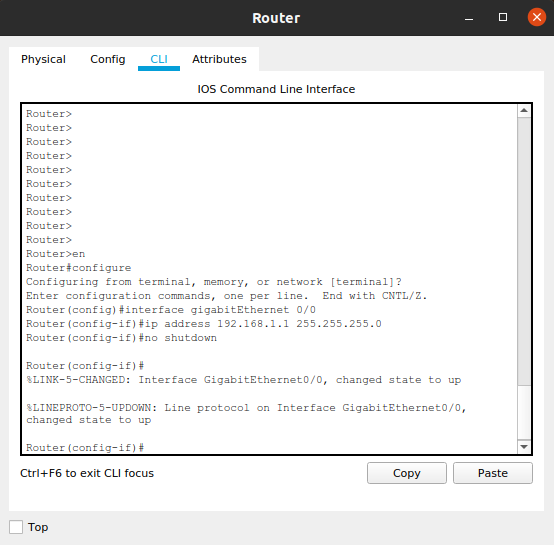 Router
Physical Config CLI Attributes
IOS Command Line Interface
Router>
Router>
Router>
Router>
Router>
Router>
Router>
Router>
Router>
Router>
Router>en
Router#configure
Configuring from terminal, memory, or network [terminal]?
Enter configuration commands, one per line.  End with CNTL/Z.
Router(config)#interface gigabitEthernet 0/0
Router(config-if)#ip address 192.168.1.1 255.255.255.0
Router(config-if)#no shutdown
Router(config-if)#
%LINK-5-CHANGED: Interface GigabitEthernet0/0, changed state to up
%LINEPROTO-5-UPDOWN: Line protocol on Interface GigabitEthernet0/0,
changed state to up
Router(config-if)#
Ctrl+F6 to exit CLI focus
Copy Paste
Top